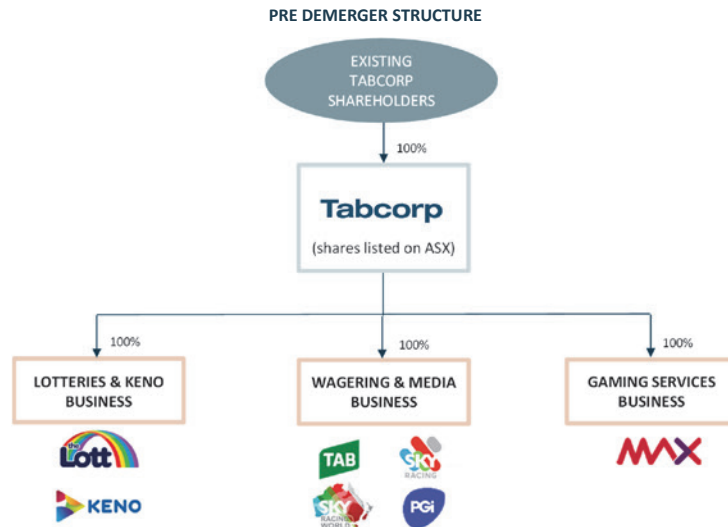 PRE DEMERGER STRUCTURE
EXISTING
TABCORP
SHAREHOLDERS
100%
Tabcorp
(shares listed on ASX)
100%
100%
100%
LOTTERIES & KENO
BUSINESS
WAGERING & MEDIA
BUSINESS
GAMING SERVICES
BUSINESS
the
Lott
TAB
SKY
RACING
MAX
KENO
SKY
RACING
WORLD
PGi